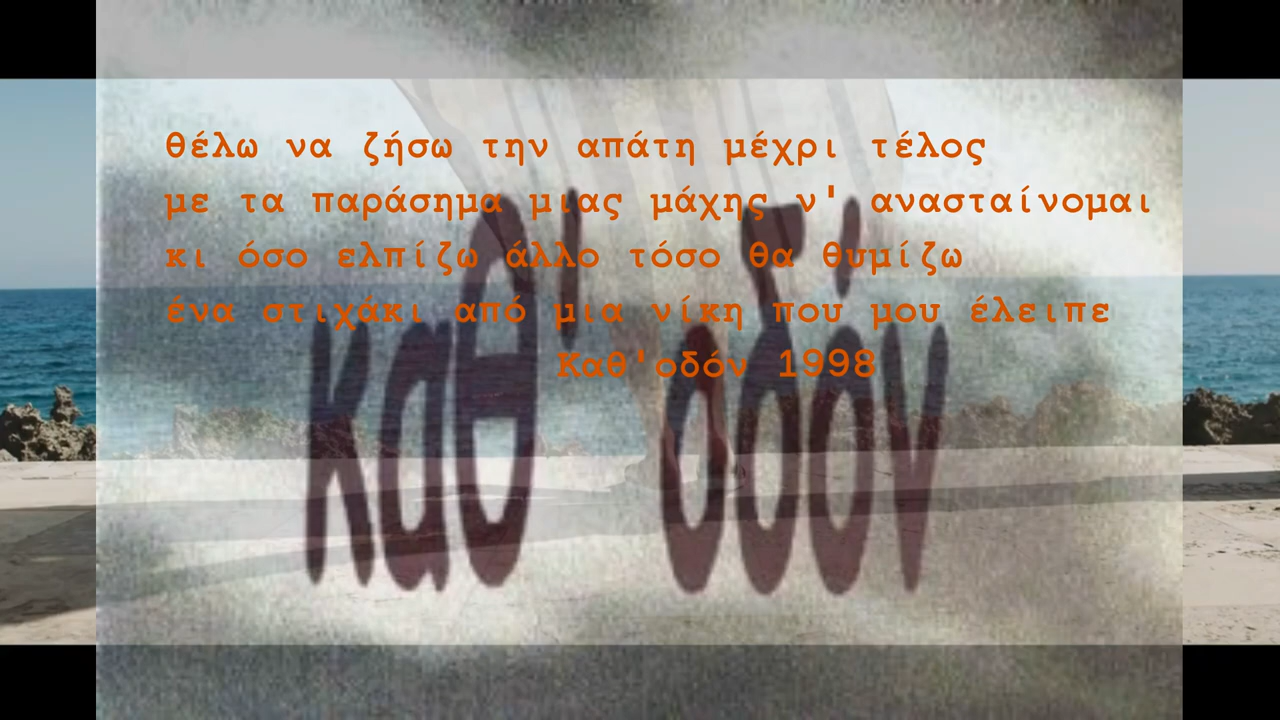 θέλω να ζήσω την απάτη μέχρι τέλος
με τα παράσημα μιας μάχης ν' ανασταίνομαι
κι όσο ελπίζω άλλο τόσο θα θυμίζω
ένα στιχάκι από μια νίκη που μου έλειπε
Καθ'οδόν 1998
καθ' οδόν